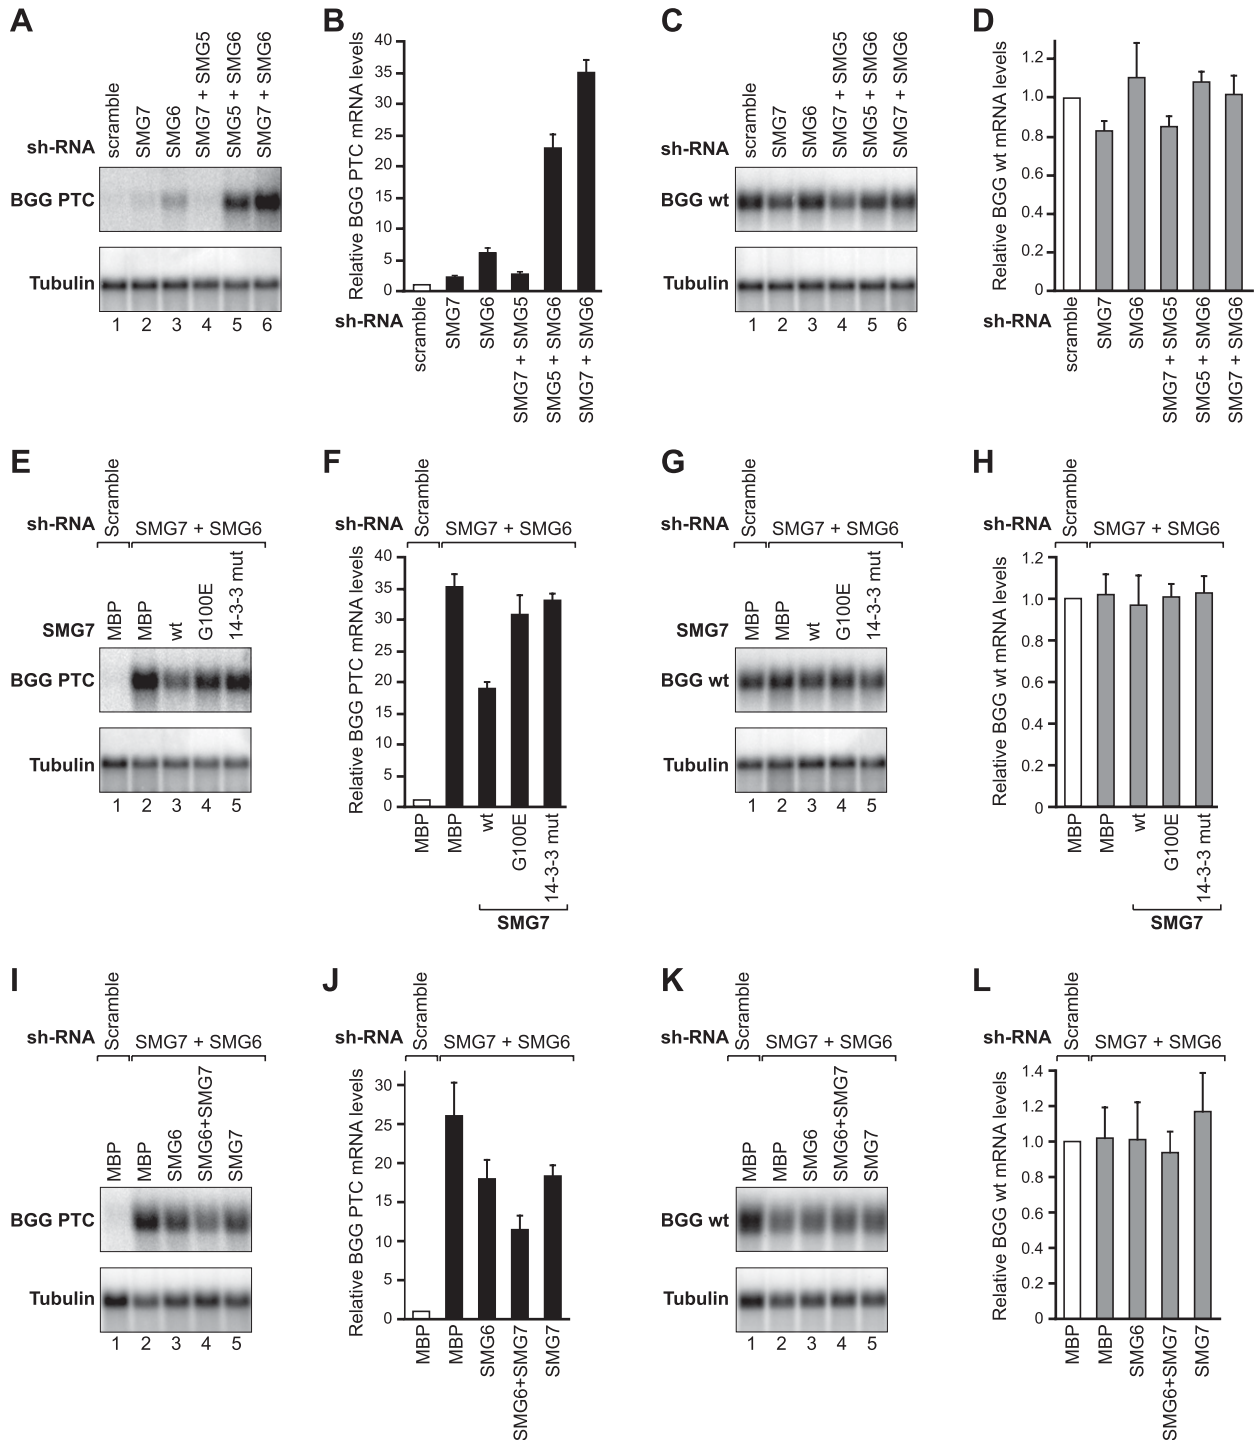 A
sh-RNA
scramble
SMG7
SMG6
SMG7 + SMG5
SMG5 + SMG6
SMG7 + SMG6
BGG PTC
Tubulin
1 2 3 4 5 6
B
Relative BGG PTC mRNA levels
40
35
30
25
20
15
10
5
0
sh-RNA
scramble
SMG7
SMG6
SMG7 + SMG5
SMG5 + SMG6
SMG7 + SMG6
C
sh-RNA
scramble
SMG7
SMG6
SMG7 + SMG5
SMG5 + SMG6
SMG7 + SMG6
BGG wt
Tubulin
1 2 3 4 5 6
D
Relative BGG wt mRNA levels
1.2
1.0
0.8
0.6
0.4
0.2
0
sh-RNA
scramble
SMG7
SMG6
SMG7 + SMG5
SMG5 + SMG6
SMG7 + SMG6
E
sh-RNA
Scramble
SMG7 + SMG6
SMG7
MBP
MBP
wt
G100E
14-3-3 mut
BGG PTC
Tubulin
1 2 3 4 5
F
sh-RNA
Scramble
SMG7 + SMG6
Relative BGG PTC mRNA levels
40
35
30
25
20
15
10
5
0
MBP
MBP
wt
G100E
14-3-3 mut
SMG7
G
sh-RNA
Scramble
SMG7 + SMG6
SMG7
MBP
MBP
wt
G100E
14-3-3 mut
BGG wt
Tubulin
1 2 3 4 5
H
sh-RNA
Scramble
SMG7 + SMG6
Relative BGG wt mRNA levels
1.2
1.0
0.8
0.6
0.4
0.2
0
MBP
MBP
wt
G100E
14-3-3 mut
SMG7
I
sh-RNA
Scramble
SMG7 + SMG6
MBP
MBP
SMG6
SMG6+SMG7
SMG7
BGG PTC
Tubulin
1 2 3 4 5
J
sh-RNA
Scramble
SMG7 + SMG6
Relative BGG PTC mRNA levels
30
25
20
15
10
5
0
MBP
MBP
SMG6
SMG6+SMG7
SMG7
K
sh-RNA
Scramble
SMG7 + SMG6
MBP
MBP
SMG6
SMG6+SMG7
SMG7
BGG wt
Tubulin
1 2 3 4 5
L
sh-RNA
Scramble
SMG7 + SMG6
Relative BGG wt mRNA levels
1.4
1.2
1.0
0.8
0.6
0.4
0.2
0
MBP
MBP
SMG6
SMG6+SMG7
SMG7